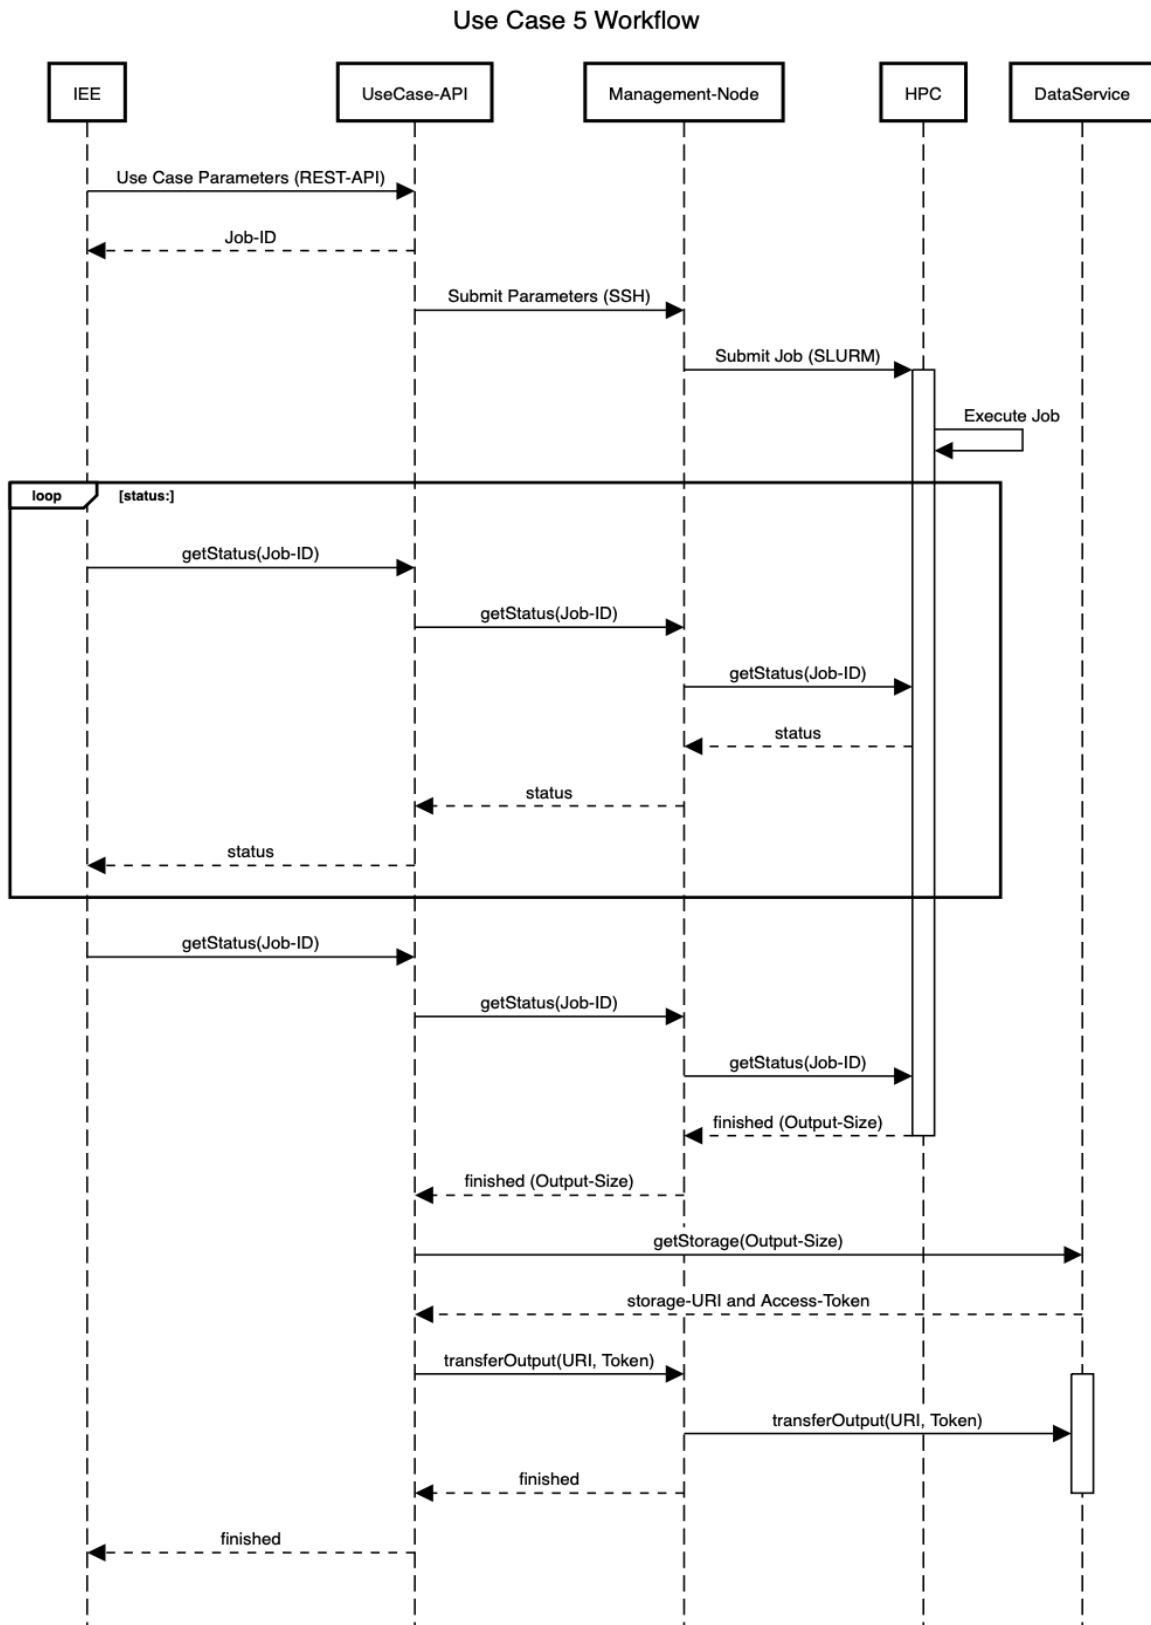 Use Case 5 Workflow
IEE
UseCase-API
Management-Node
HPC
DataService
Use Case Parameters (REST-API)
Job-ID
Submit Parameters (SSH)
Submit Job (SLURM)
Execute Job
loop
[status:]
getStatus(Job-ID)
getStatus(Job-ID)
getStatus(Job-ID)
status
status
status
getStatus(Job-ID)
getStatus(Job-ID)
getStatus(Job-ID)
finished (Output-Size)
finished (Output-Size)
getStorage(Output-Size)
storage-URI and Access-Token
transferOutput(URI, Token)
transferOutput(URI, Token)
finished
finished